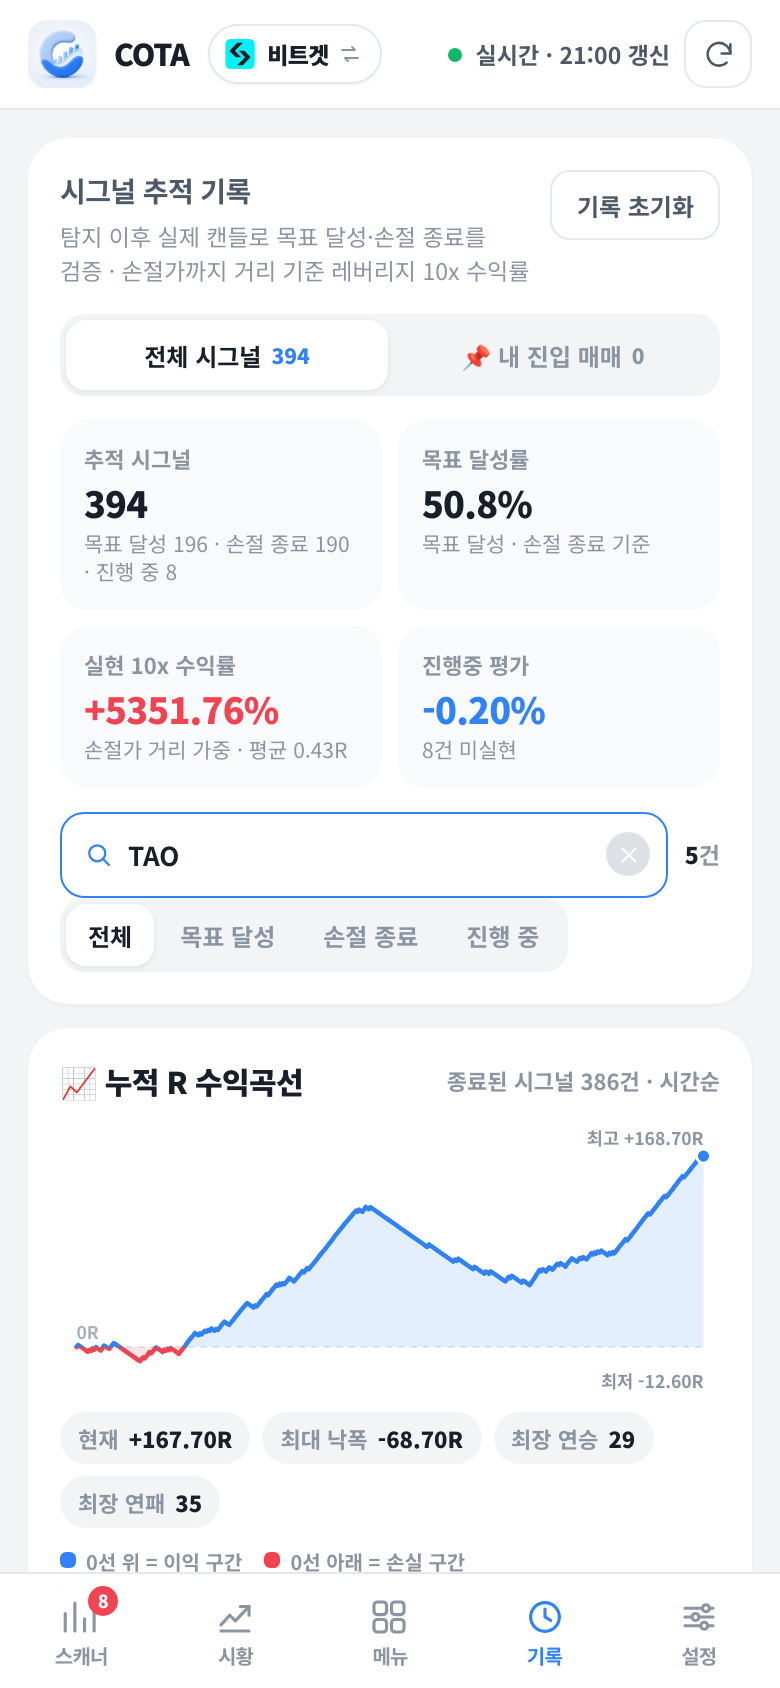 COTA
비트겟
실시간 · 21:00 갱신
시그널 추적 기록
기록 초기화
탐지 이후 실제 캔들로 목표 달성·손절 종료를
검증 · 손절가까지 거리 기준 레버리지 10x 수익률
전체 시그널 394
📌 내 진입 매매 0
추적 시그널
394
목표 달성 196 · 손절 종료 190
· 진행 중 8
목표 달성률
50.8%
목표 달성 · 손절 종료 기준
실현 10x 수익률
+5351.76%
손절가 거리 가중 · 평균 0.43R
진행중 평가
-0.20%
8건 미실현
TAO
5건
전체
목표 달성
손절 종료
진행 중
📈 누적 R 수익곡선
종료된 시그널 386건 · 시간순
최고 +168.70R
0R
최저 -12.60R
현재 +167.70R
최대 낙폭 -68.70R
최장 연승 29
최장 연패 35
0선 위 = 이익 구간
0선 아래 = 손실 구간
8
스캐너
시황
메뉴
기록
설정